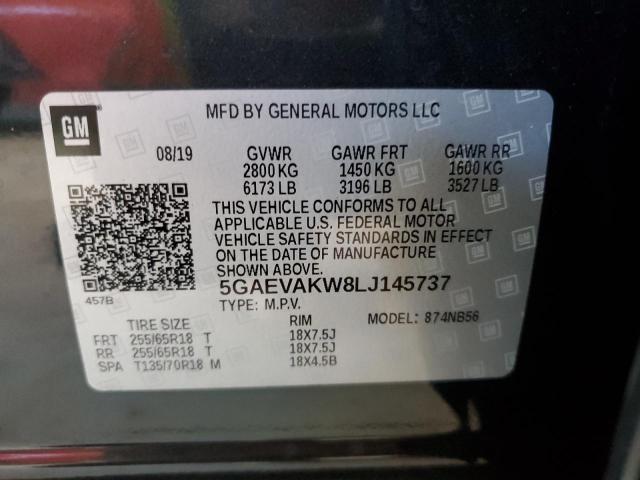 GM
MFD BY GENERAL MOTORS LLC
08/19 GVWR GAWR FRT GAWR RR
2800 KG 1450 KG 1600 KG
6173 LB 3196 LB 3527 LB
THIS VEHICLE CONFORMS TO ALL
APPLICABLE U.S. FEDERAL MOTOR
VEHICLE SAFETY STANDARDS IN EFFECT
ON THE DATE OF MANUFACTURE
SHOWN ABOVE.
457B
5GAEVAKW8LJ145737
TYPE: M.P.V.
TIRE SIZE RIM MODEL: 874NB56
FRT 255/65R18 T 18X7.5J
RR 255/65R18 T 18X7.5J
SPA T135/70R18 M 18X4.5B